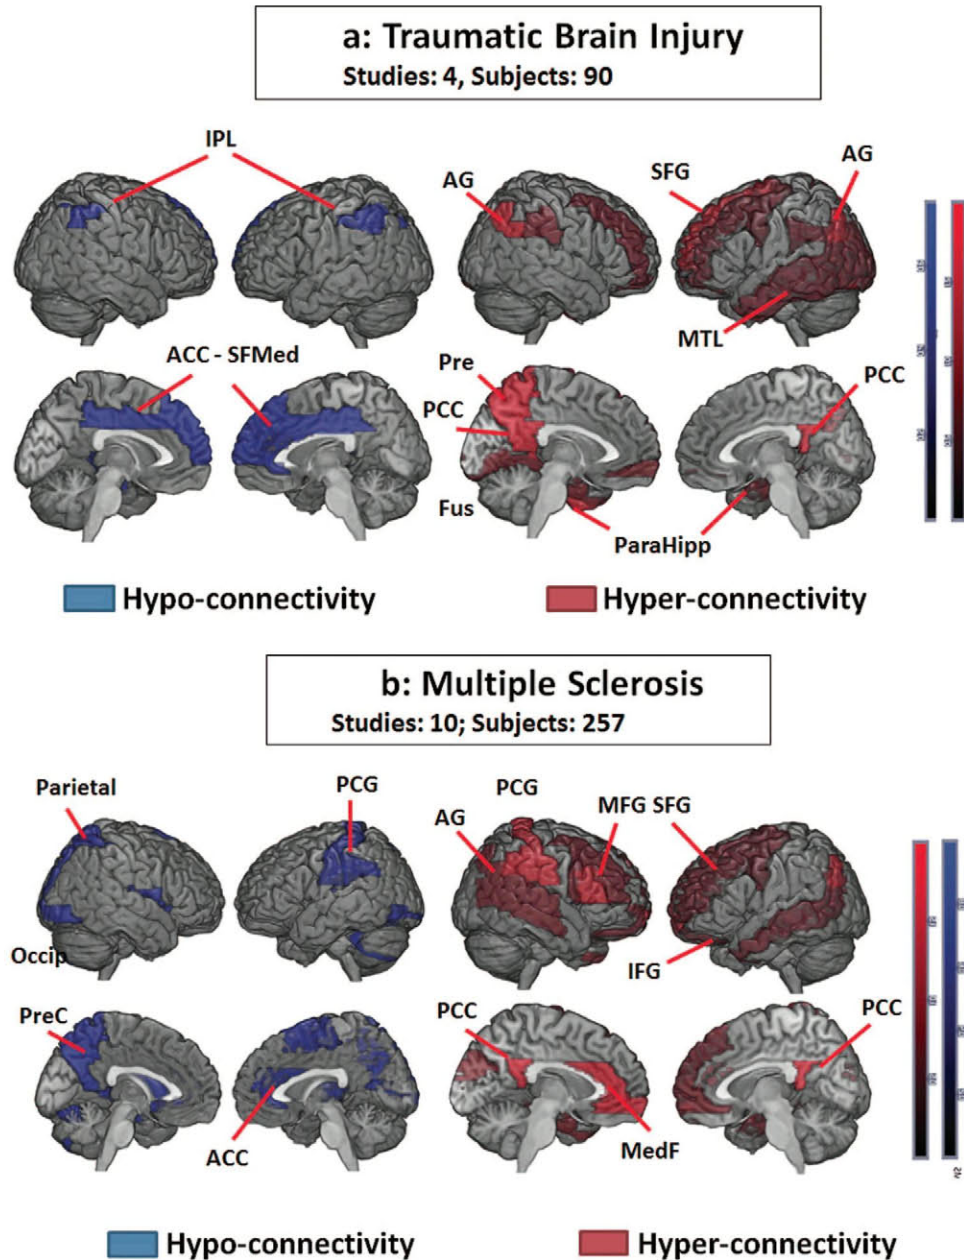 a: Traumatic Brain Injury
Studies: 4, Subjects: 90
IPL
AG
SFG
AG
MTL
ACC - SFMed
Pre
PCC
PCC
Fus
ParaHipp
Hypo-connectivity
Hyper-connectivity
b: Multiple Sclerosis
Studies: 10; Subjects: 257
Parietal
PCG
PCG
AG
MFG SFG
Occip
IFG
PreC
PCC
PCC
ACC
MedF
Hypo-connectivity
Hyper-connectivity